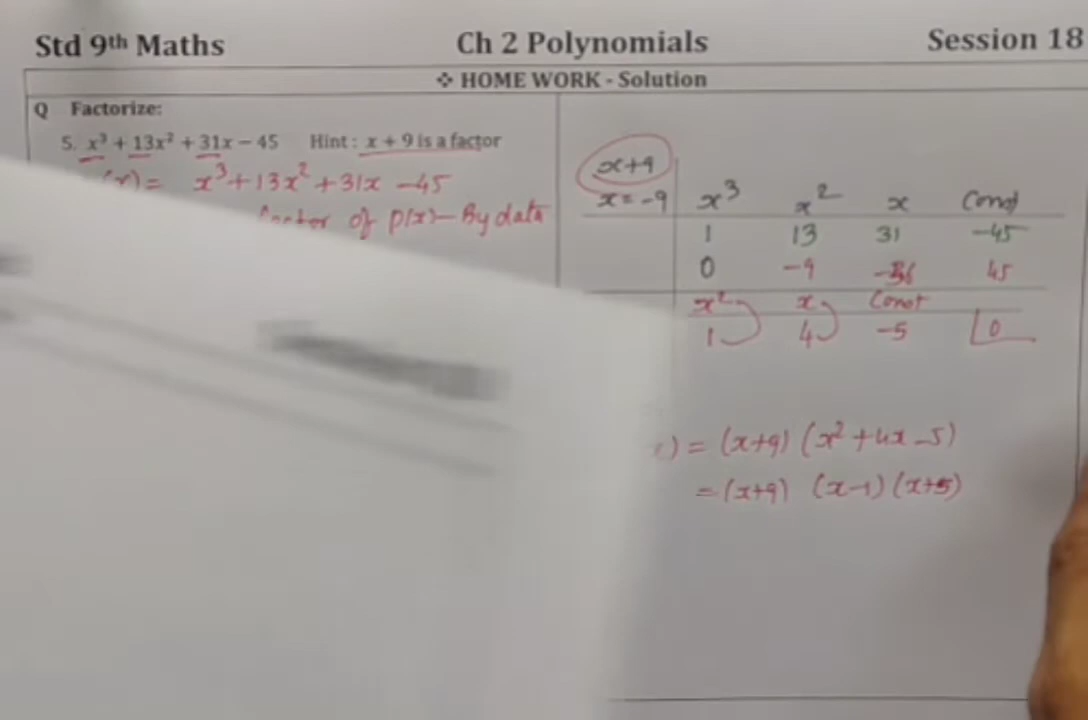 Std 9th Maths Ch 2 Polynomials Session 18
❖ HOME WORK - Solution
Q Factorize:
5. x³ + 13x² + 31x – 45 Hint : x + 9 is a factor
(x) = x³ + 13x² + 31x - 45
factor of p(x) - By data
x+9
x = -9 x³ x² x Const
1 13 31 -45
0 -9 -36 45
x² x Const
1 4 -5 0
) = (x+9) (x² + 4x - 5)
= (x+9) (x-1) (x+5)